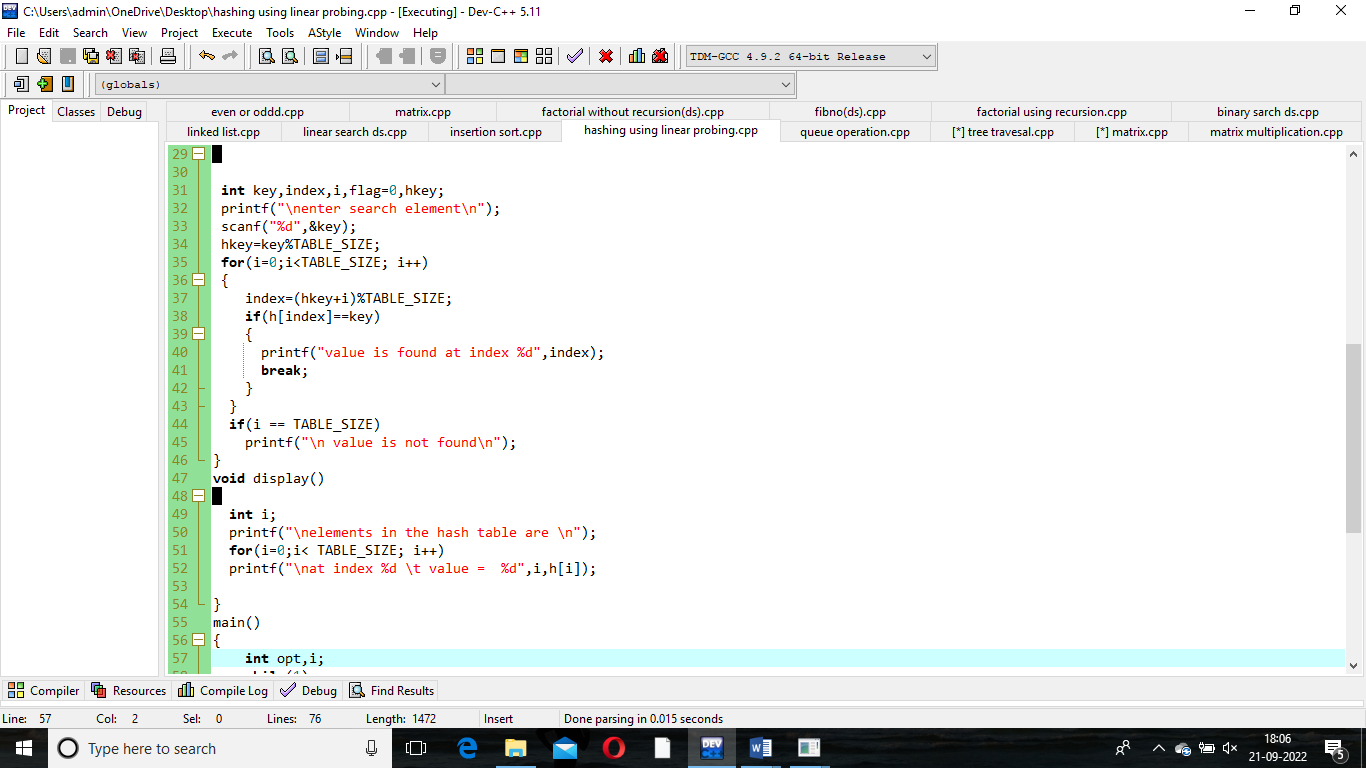 C:\Users\admin\OneDrive\Desktop\hashing using linear probing.cpp - [Executing] - Dev-C++ 5.11
File Edit Search View Project Execute Tools AStyle Window Help
TDM-GCC 4.9.2 64-bit Release
(globals)
Project Classes Debug
even or oddd.cpp matrix.cpp factorial without recursion(ds).cpp fibno(ds).cpp factorial using recursion.cpp binary sarch ds.cpp
linked list.cpp linear search ds.cpp insertion sort.cpp hashing using linear probing.cpp queue operation.cpp [*] tree travesal.cpp [*] matrix.cpp matrix multiplication.cpp
29
30
31 int key,index,i,flag=0,hkey;
32 printf("\nenter search element\n");
33 scanf("%d",&key);
34 hkey=key%TABLE_SIZE;
35 for(i=0;i<TABLE_SIZE; i++)
36 {
37 index=(hkey+i)%TABLE_SIZE;
38 if(h[index]==key)
39 {
40 printf("value is found at index %d",index);
41 break;
42 }
43 }
44 if(i == TABLE_SIZE)
45 printf("\n value is not found\n");
46 }
47 void display()
48
49 int i;
50 printf("\nelements in the hash table are \n");
51 for(i=0;i< TABLE_SIZE; i++)
52 printf("\nat index %d \t value =  %d",i,h[i]);
53
54 }
55 main()
56 {
57 int opt,i;
Compiler Resources Compile Log Debug Find Results
Line: 57 Col: 2 Sel: 0 Lines: 76 Length: 1472 Insert Done parsing in 0.015 seconds
Type here to search
18:06
21-09-2022
5